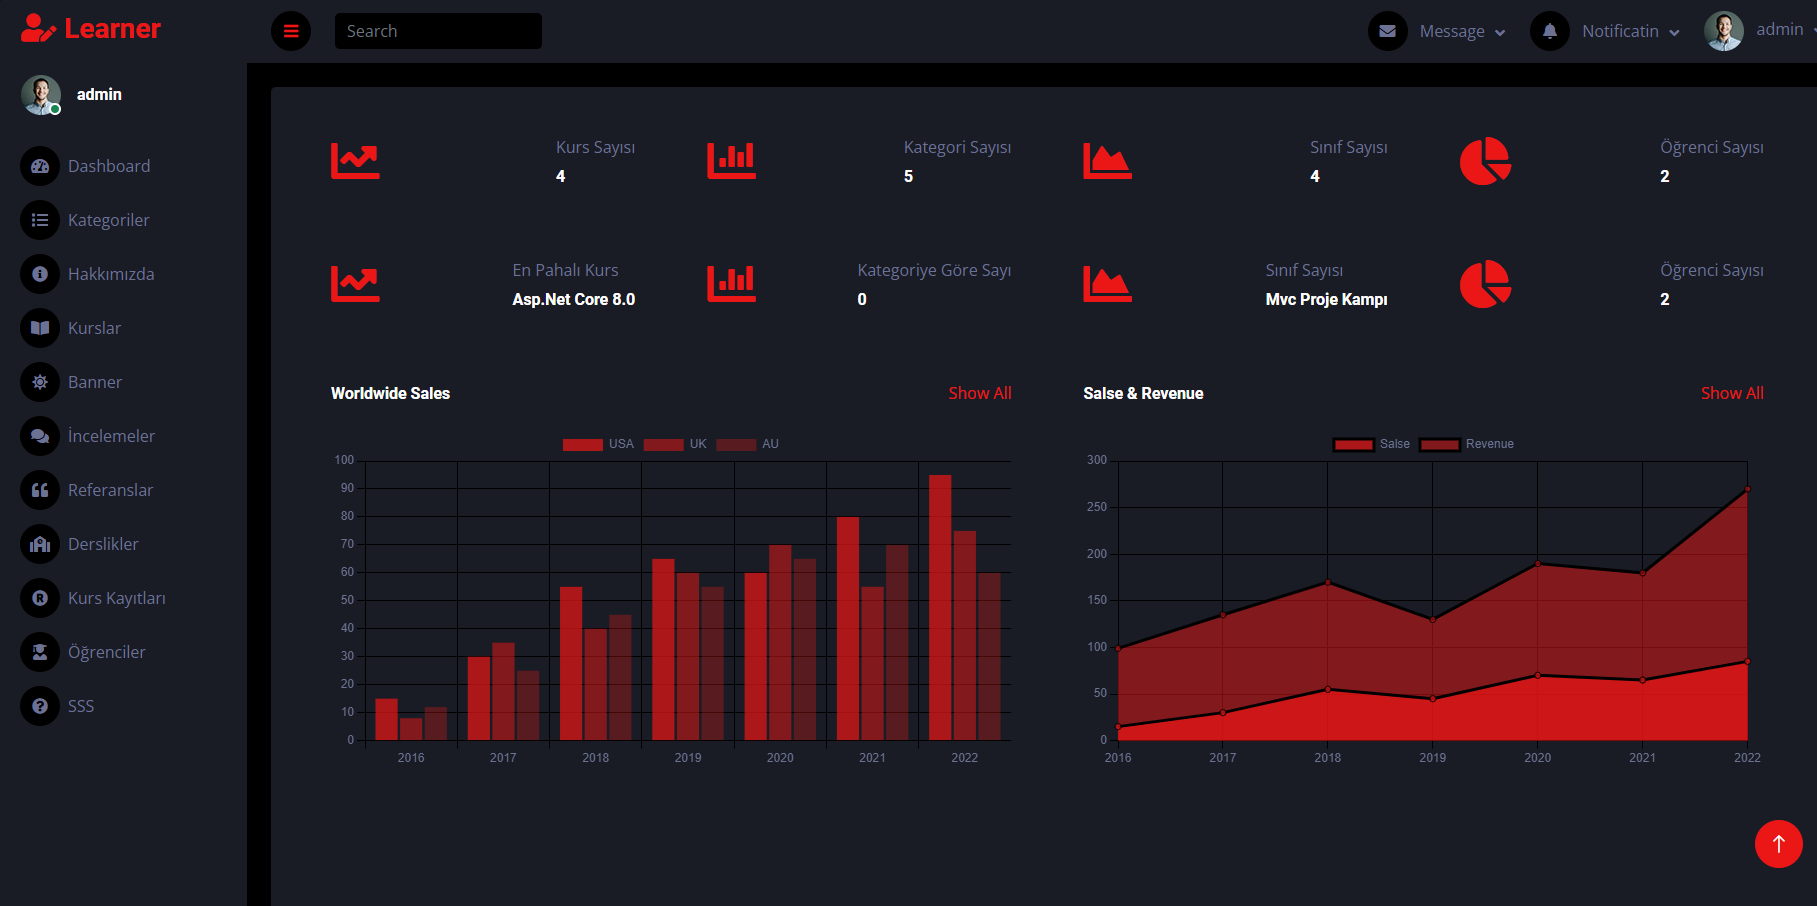 Learner
Search
Message
Notificatin
admin
admin
Dashboard
Kategoriler
Hakkımızda
Kurslar
Banner
İncelemeler
Referanslar
Derslikler
Kurs Kayıtları
Öğrenciler
SSS
Kurs Sayısı
4
Kategori Sayısı
5
Sınıf Sayısı
4
Öğrenci Sayısı
2
En Pahalı Kurs
Asp.Net Core 8.0
Kategoriye Göre Sayı
0
Sınıf Sayısı
Mvc Proje Kampı
Öğrenci Sayısı
2
Worldwide Sales
Show All
USA UK AU
100
90
80
70
60
50
40
30
20
10
0
2016 2017 2018 2019 2020 2021 2022
Salse & Revenue
Show All
Salse Revenue
300
250
200
150
100
50
0
2016 2017 2018 2019 2020 2021 2022